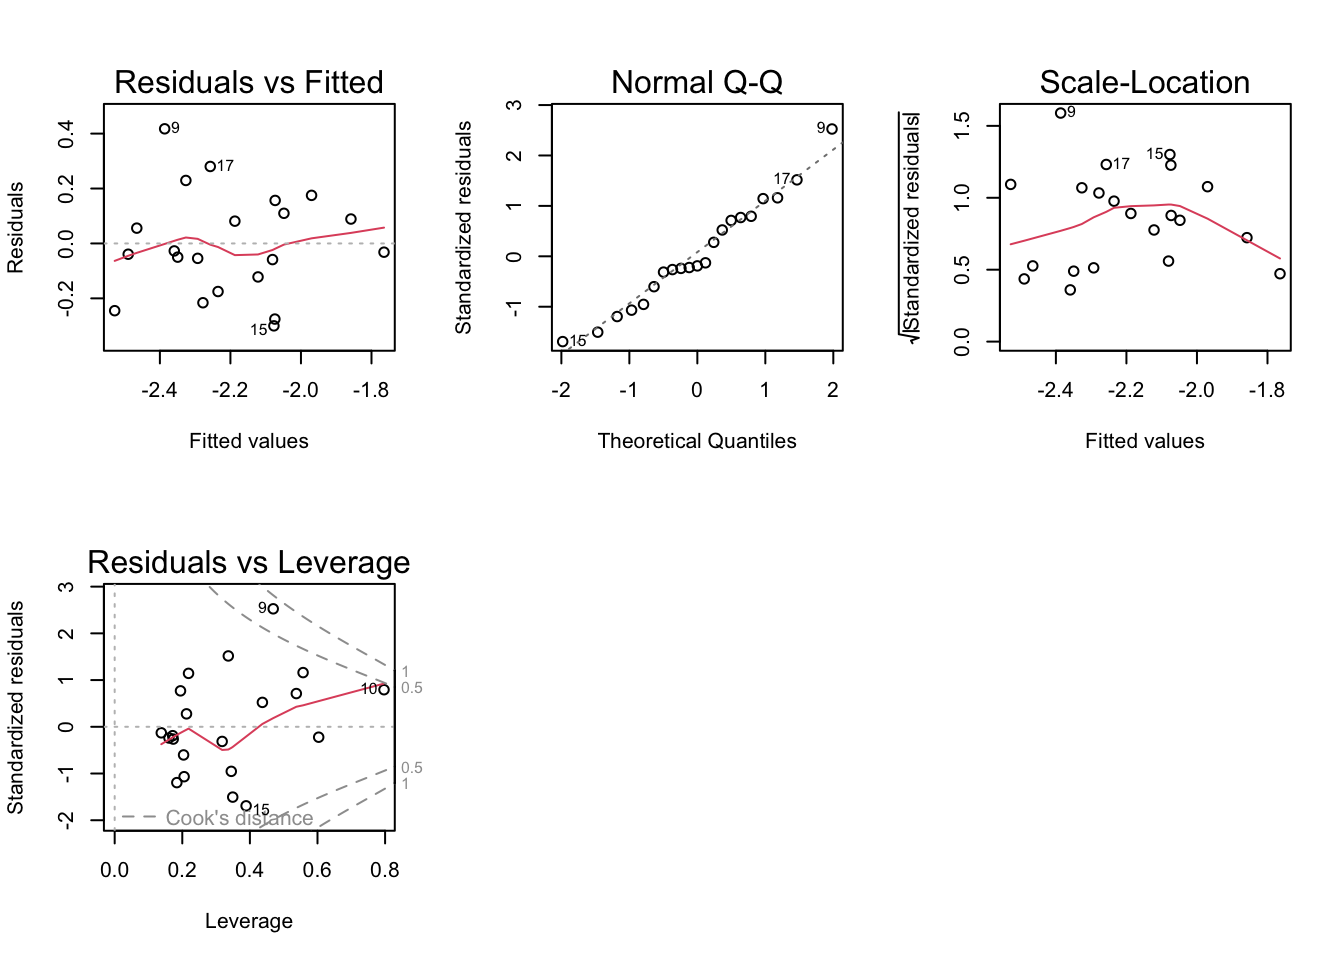 Residuals vs Fitted
Residuals
-0.2 0.0 0.2 0.4
9
17
15
-2.4 -2.2 -2.0 -1.8
Fitted values
Normal Q-Q
Standardized residuals
-1 0 1 2 3
9
17
15
-2 -1 0 1 2
Theoretical Quantiles
Scale-Location
√|Standardized residuals|
0.0 0.5 1.0 1.5
9
17
15
-2.4 -2.2 -2.0 -1.8
Fitted values
Residuals vs Leverage
Standardized residuals
-2 -1 0 1 2 3
9
10
15
1
0.5
0.5
1
Cook's distance
0.0 0.2 0.4 0.6 0.8
Leverage